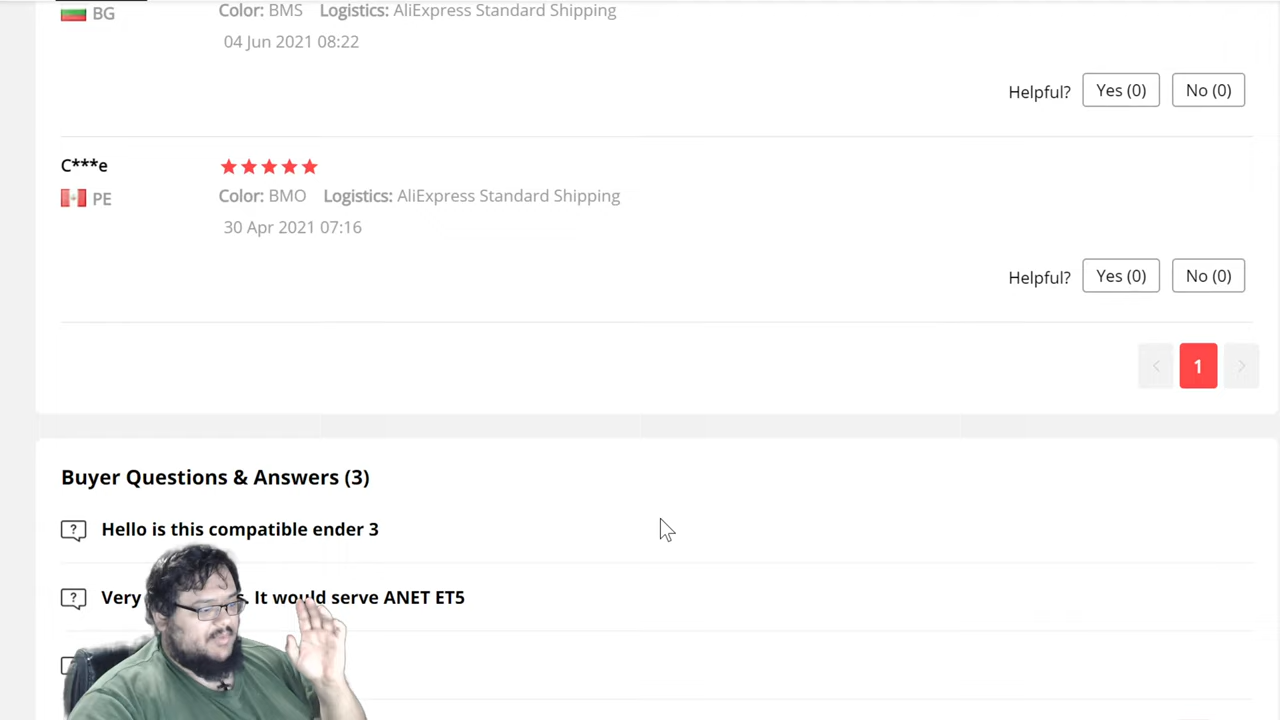 BG
Color: BMS Logistics: AliExpress Standard Shipping
04 Jun 2021 08:22
Helpful? Yes (0) No (0)
C***e
PE
Color: BMO Logistics: AliExpress Standard Shipping
30 Apr 2021 07:16
Helpful? Yes (0) No (0)
< 1 >
Buyer Questions & Answers (3)
? Hello is this compatible ender 3
? Very s. It would serve ANET ET5